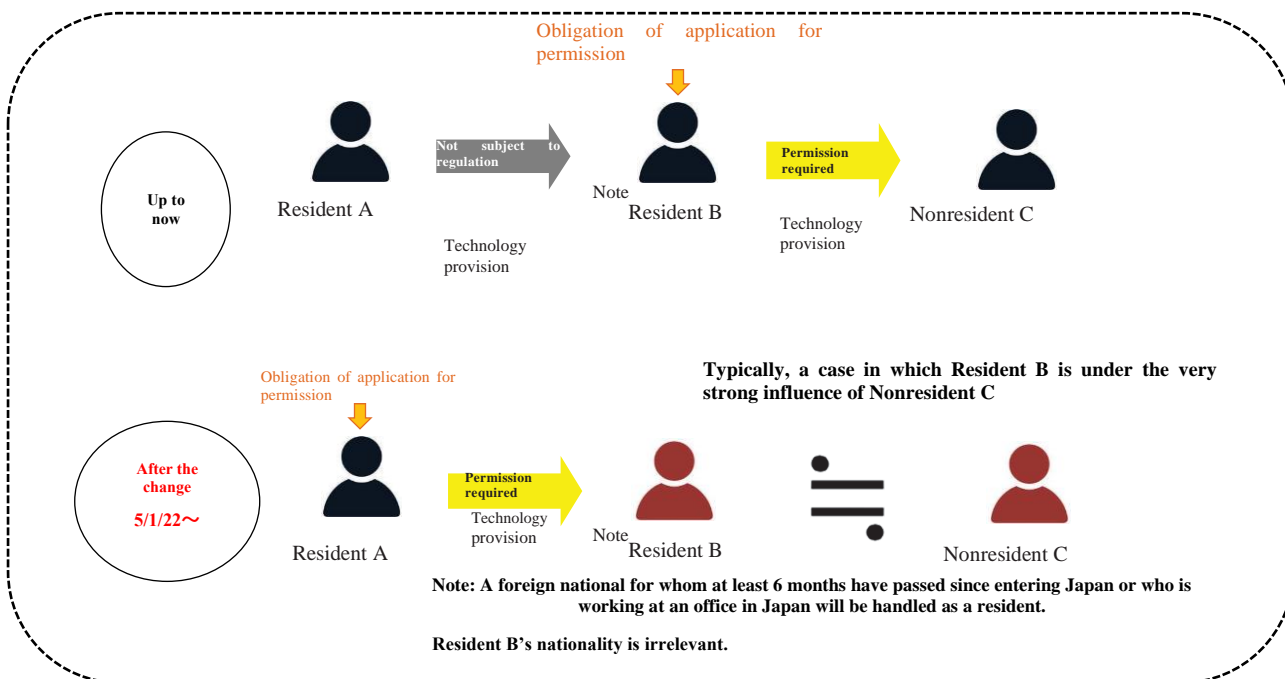 Obligation of application for
permission
Not subject to
regulation
Permission
required
Up to
now
Resident A
Note
Resident B
Nonresident C
Technology
provision
Technology
provision
Typically, a case in which Resident B is under the very
strong influence of Nonresident C
Obligation of application for
permission
After the
change
5/1/22～
Permission
required
Technology
provision
Resident A
Note
Resident B
≒
Nonresident C
Note: A foreign national for whom at least 6 months have passed since entering Japan or who is
working at an office in Japan will be handled as a resident.
Resident B's nationality is irrelevant.